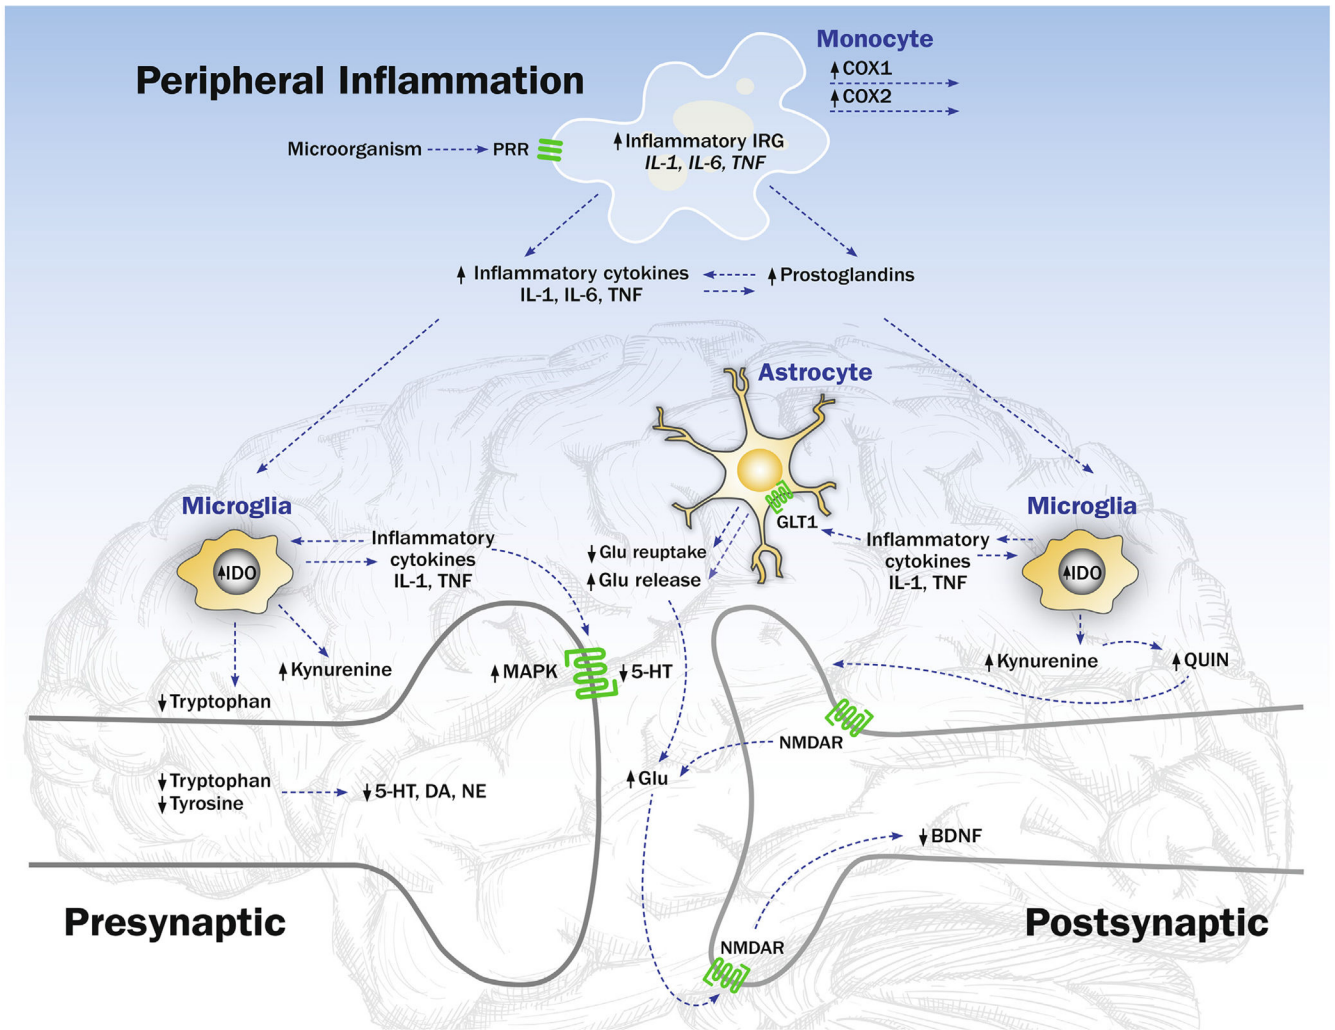 Monocyte
↑COX1
↑COX2
Peripheral Inflammation
Microorganism
PRR
↑Inflammatory IRG
IL-1, IL-6, TNF
↑ Inflammatory cytokines
IL-1, IL-6, TNF
↑Prostoglandins
Astrocyte
GLT1
Microglia
↑IDO
Inflammatory
cytokines
IL-1, TNF
↓Glu reuptake
↑Glu release
Inflammatory
cytokines
IL-1, TNF
Microglia
↑IDO
↑Kynurenine
↓Tryptophan
↑MAPK
↓5-HT
↑Kynurenine
↑QUIN
NMDAR
↑Glu
↓Tryptophan
↓Tyrosine
↓5-HT, DA, NE
↓BDNF
Presynaptic
Postsynaptic
NMDAR